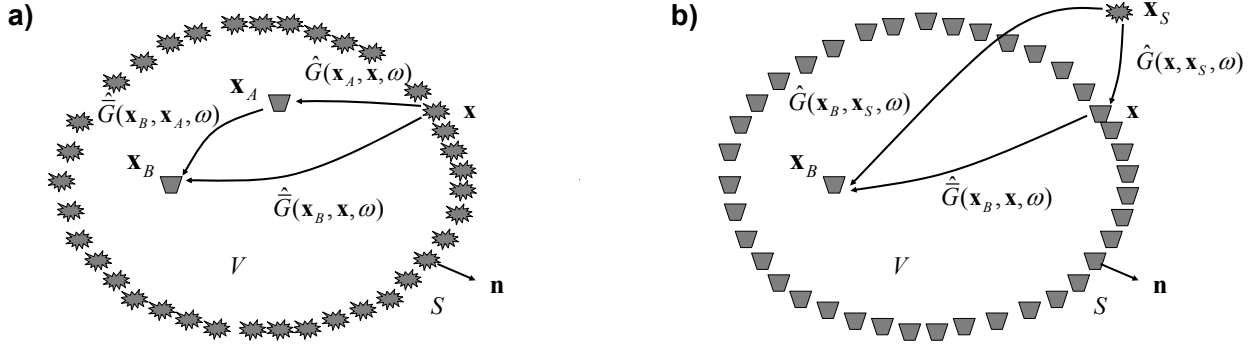 a)
𝐱_A
Ĝ(𝐱_A, 𝐱, ω)
𝐱
Ĝ̄(𝐱_B, 𝐱_A, ω)
𝐱_B
Ĝ̄(𝐱_B, 𝐱, ω)
V
S
𝐧
b)
𝐱_S
Ĝ(𝐱, 𝐱_S, ω)
Ĝ(𝐱_B, 𝐱_S, ω)
𝐱
𝐱_B
Ĝ̄(𝐱_B, 𝐱, ω)
V
S
𝐧